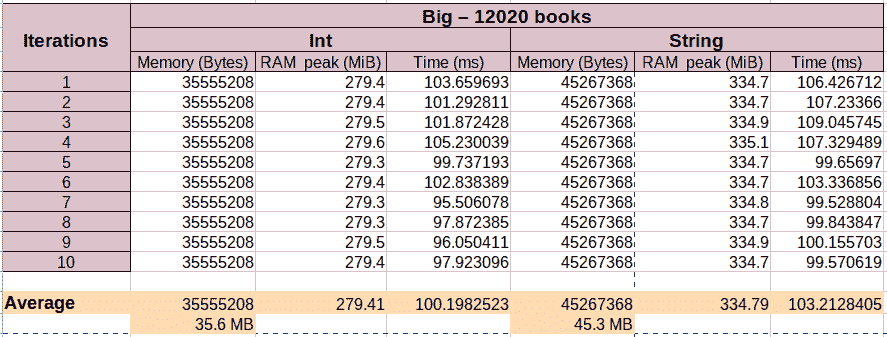 Big – 12020 books
Iterations Int String
Memory (Bytes) RAM peak (MiB) Time (ms) Memory (Bytes) RAM peak (MiB) Time (ms)
1 35555208 279.4 103.659693 45267368 334.7 106.426712
2 35555208 279.4 101.292811 45267368 334.7 107.23366
3 35555208 279.5 101.872428 45267368 334.9 109.045745
4 35555208 279.6 105.230039 45267368 335.1 107.329489
5 35555208 279.3 99.737193 45267368 334.7 99.65697
6 35555208 279.4 102.838389 45267368 334.7 103.336856
7 35555208 279.3 95.506078 45267368 334.8 99.528804
8 35555208 279.3 97.872385 45267368 334.7 99.843847
9 35555208 279.5 96.050411 45267368 334.9 100.155703
10 35555208 279.4 97.923096 45267368 334.7 99.570619
Average 35555208 279.41 100.1982523 45267368 334.79 103.2128405
35.6 MB 45.3 MB